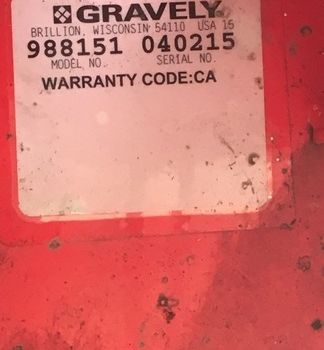 GRAVELY
BRILLION, WISCONSIN 54110 USA 15
988151 040215
MODEL NO. SERIAL NO.
WARRANTY CODE:CA